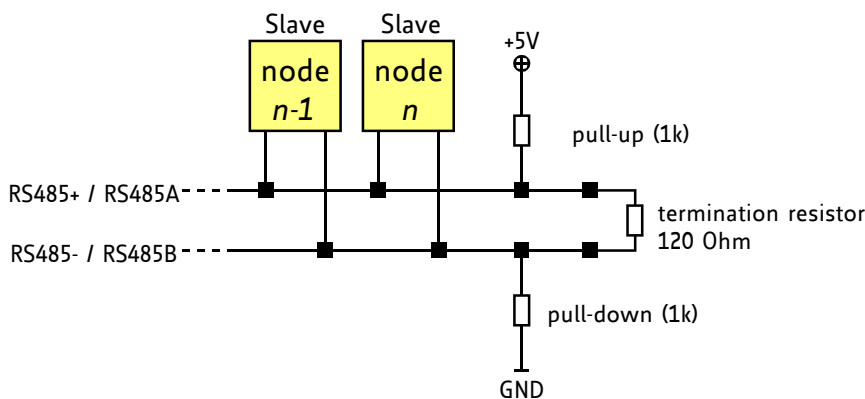 Slave
Slave
+5V
node
n-1
node
n
pull-up (1k)
RS485+ / RS485A
termination resistor
120 Ohm
RS485- / RS485B
pull-down (1k)
GND